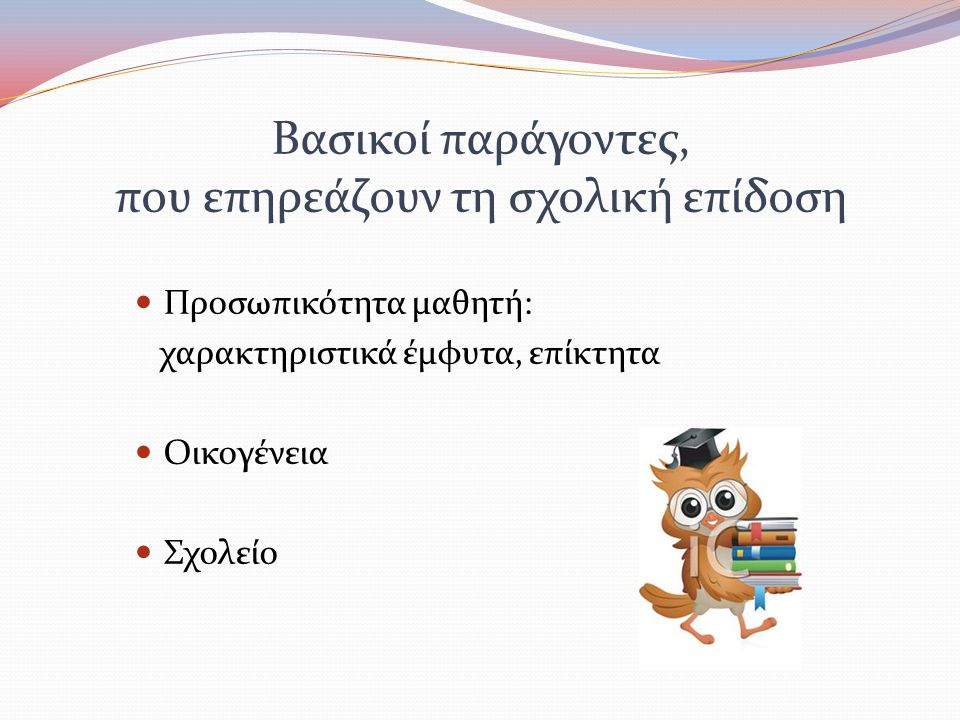 Βασικοί παράγοντες,
που επηρεάζουν τη σχολική επίδοση
Προσωπικότητα μαθητή:
χαρακτηριστικά έμφυτα, επίκτητα
Οικογένεια
Σχολείο